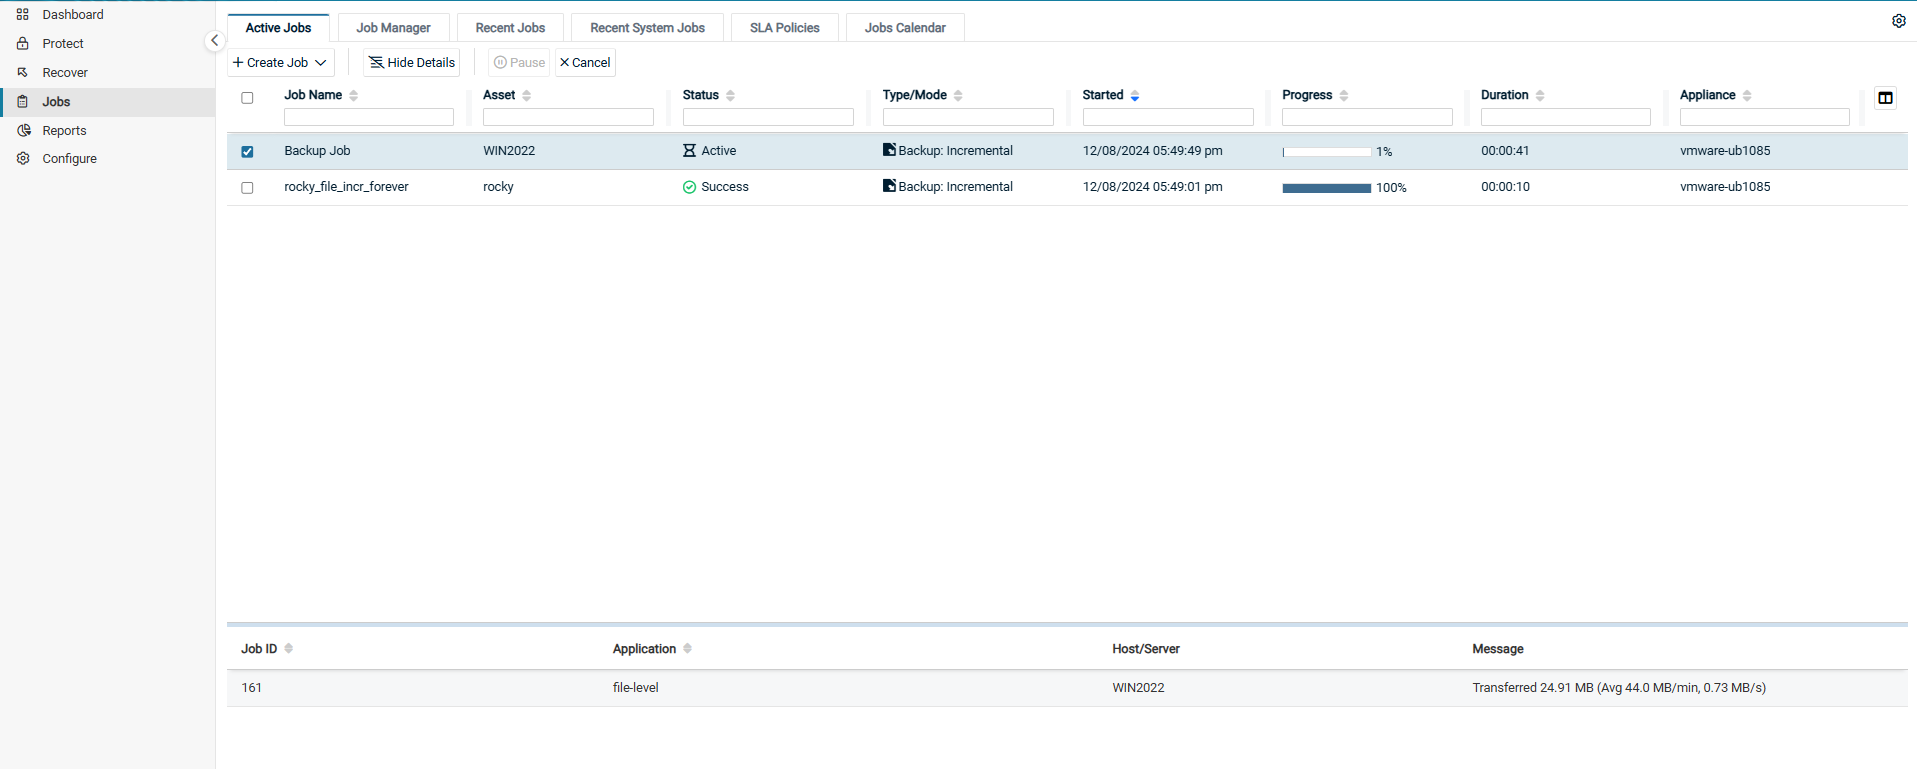 Dashboard
Protect
Recover
Jobs
Reports
Configure
Active Jobs Job Manager Recent Jobs Recent System Jobs SLA Policies Jobs Calendar
Create Job Hide Details Pause Cancel
Job Name Asset Status Type/Mode Started Progress Duration Appliance
Backup Job WIN2022 Active Backup: Incremental 12/08/2024 05:49:49 pm 1% 00:00:41 vmware-ub1085
rocky_file_incr_forever rocky Success Backup: Incremental 12/08/2024 05:49:01 pm 100% 00:00:10 vmware-ub1085
Job ID Application Host/Server Message
161 file-level WIN2022 Transferred 24.91 MB (Avg 44.0 MB/min, 0.73 MB/s)